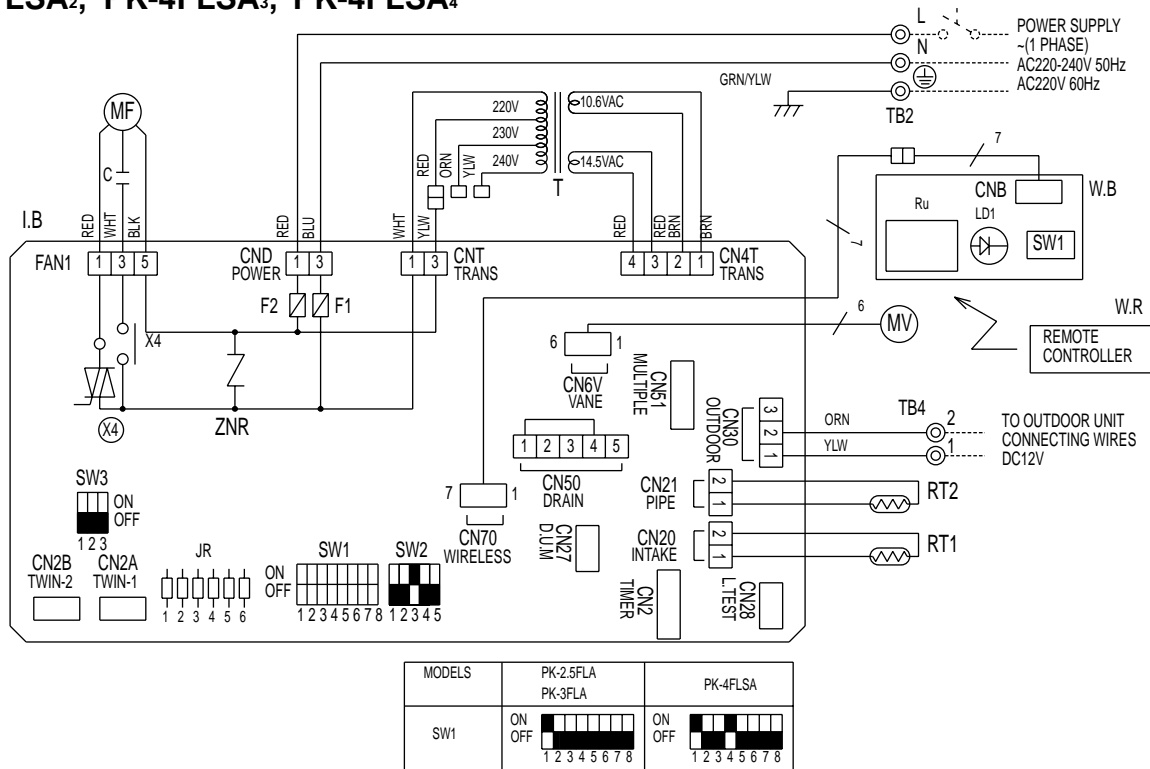 PK-4FLSA₃, PK-4FLSA₄
L
N
POWER SUPPLY
~(1 PHASE)
AC220-240V 50Hz
AC220V 60Hz
GRN/YLW
TB2
MF
C
RED
WHT
BLK
RED
BLU
WHT
YLW
RED
ORN
YLW
220V
230V
240V
T
10.6VAC
14.5VAC
RED
RED
BRN
BRN
7
7
CNB
W.B
Ru
LD1
SW1
I.B
FAN1
1 3 5
CND
POWER
1 3
CNT
TRANS
1 3
CN4T
TRANS
4 3 2 1
F2
F1
X4
X4
ZNR
6
MV
W.R
REMOTE
CONTROLLER
6
1
CN6V
VANE
CN51
MULTIPLE
1 2 3 4 5
CN50
DRAIN
CN30
OUTDOOR
3
2
1
ORN
YLW
TB4
2
1
TO OUTDOOR UNIT
CONNECTING WIRES
DC12V
CN21
PIPE
2
1
RT2
CN20
INTAKE
2
1
RT1
7
1
CN70
WIRELESS
CN27
D.U.M
CN2
TIMER
CN28
L.TEST
SW3
ON
OFF
1 2 3
CN2B
TWIN-2
CN2A
TWIN-1
JR
1 2 3 4 5 6
SW1
ON
OFF
1 2 3 4 5 6 7 8
SW2
1 2 3 4 5
MODELS
PK-2.5FLA
PK-3FLA
PK-4FLSA
SW1
ON
OFF
1 2 3 4 5 6 7 8
ON
OFF
1 2 3 4 5 6 7 8